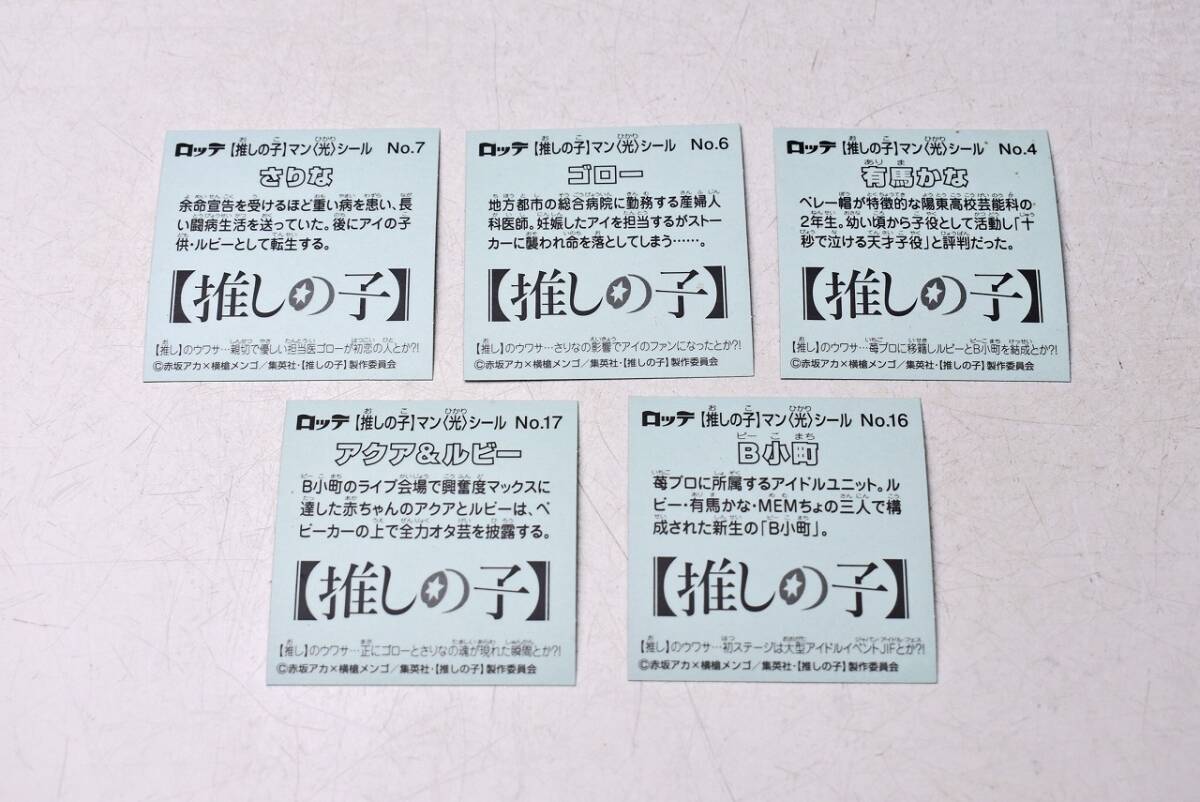 ロッテ 【推しの子】マン〈光〉シール No.7
さりな
余命宣告を受けるほど重い病を患い、長
い闘病生活を送っていた。後にアイの子
供・ルビーとして転生する。
【推しの子】
【推し】のウワサ…親切で優しい担当医ゴローが初恋の人とか?!
©赤坂アカ×横槍メンゴ/集英社・【推しの子】製作委員会
ロッテ 【推しの子】マン〈光〉シール No.6
ゴロー
地方都市の総合病院に勤務する産婦人
科医師。妊娠したアイを担当するがストー
カーに襲われ命を落としてしまう……。
【推しの子】
【推し】のウワサ…さりなの影響でアイのファンになったとか?!
©赤坂アカ×横槍メンゴ/集英社・【推しの子】製作委員会
ロッテ 【推しの子】マン〈光〉シール No.4
有馬かな
ベレー帽が特徴的な陽東高校芸能科の
2年生。幼い頃から子役として活動し「十
秒で泣ける天才子役」と評判だった。
【推しの子】
【推し】のウワサ…苺プロに移籍しルビーとB小町を結成とか?!
©赤坂アカ×横槍メンゴ/集英社・【推しの子】製作委員会
ロッテ 【推しの子】マン〈光〉シール No.17
アクア&ルビー
B小町のライブ会場で興奮度マックスに
達した赤ちゃんのアクアとルビーは、ベ
ビーカーの上で全力オタ芸を披露する。
【推しの子】
【推し】のウワサ…正にゴローとさりなの魂が現れた瞬間とか?!
©赤坂アカ×横槍メンゴ/集英社・【推しの子】製作委員会
ロッテ 【推しの子】マン〈光〉シール No.16
B小町
苺プロに所属するアイドルユニット。ル
ビー・有馬かな・MEMちょの三人で構
成された新生の「B小町」。
【推しの子】
【推し】のウワサ…初ステージは大型アイドルイベントJIFとか?!
©赤坂アカ×横槍メンゴ/集英社・【推しの子】製作委員会